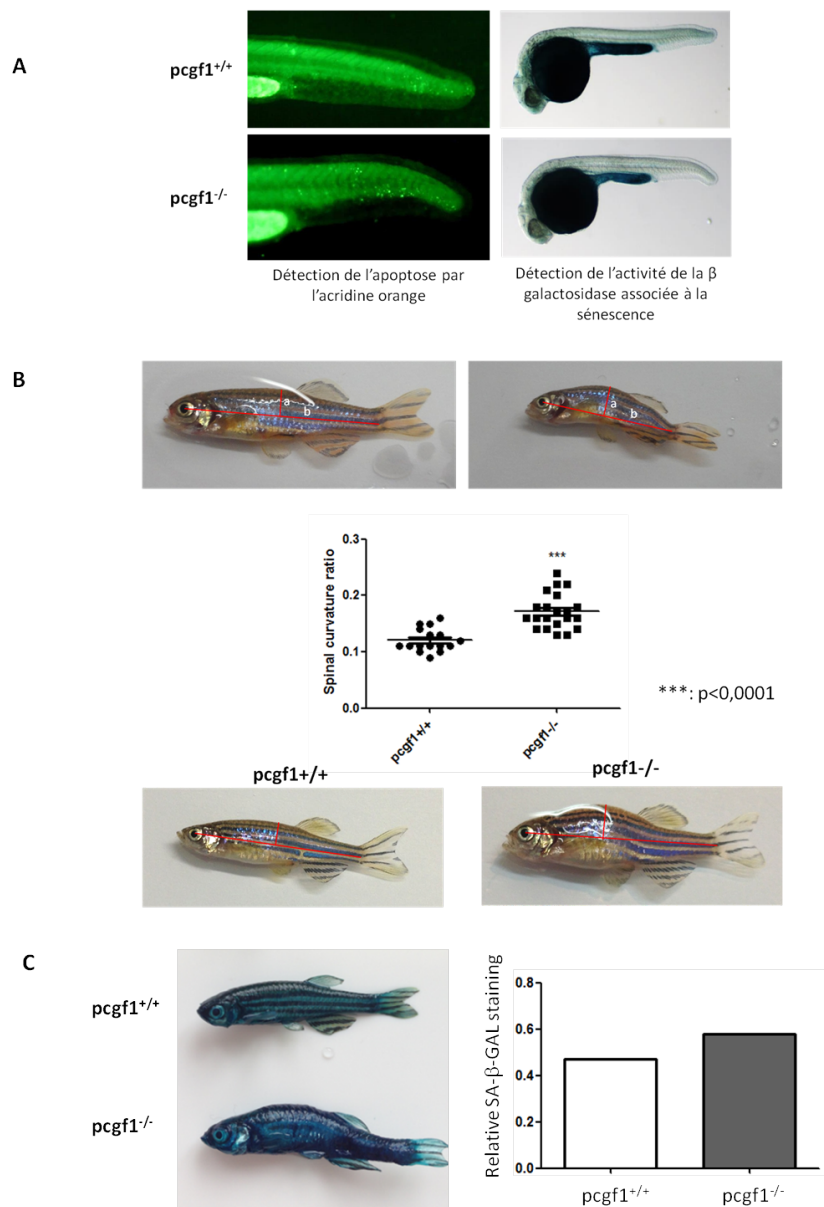 A
pcgf1+/+
pcgf1-/-
Détection de l'apoptose par
l'acridine orange
Détection de l'activité de la β
galactosidase associée à la
sénescence
B
a
b
a
b
Spinal curvature ratio
0.3
0.2
0.1
0.0
***
pcgf1+/+
pcgf1-/-
***: p<0,0001
pcgf1+/+
pcgf1-/-
C
pcgf1+/+
pcgf1-/-
Relative SA-β-GAL staining
0.8
0.6
0.4
0.2
0.0
pcgf1+/+
pcgf1-/-